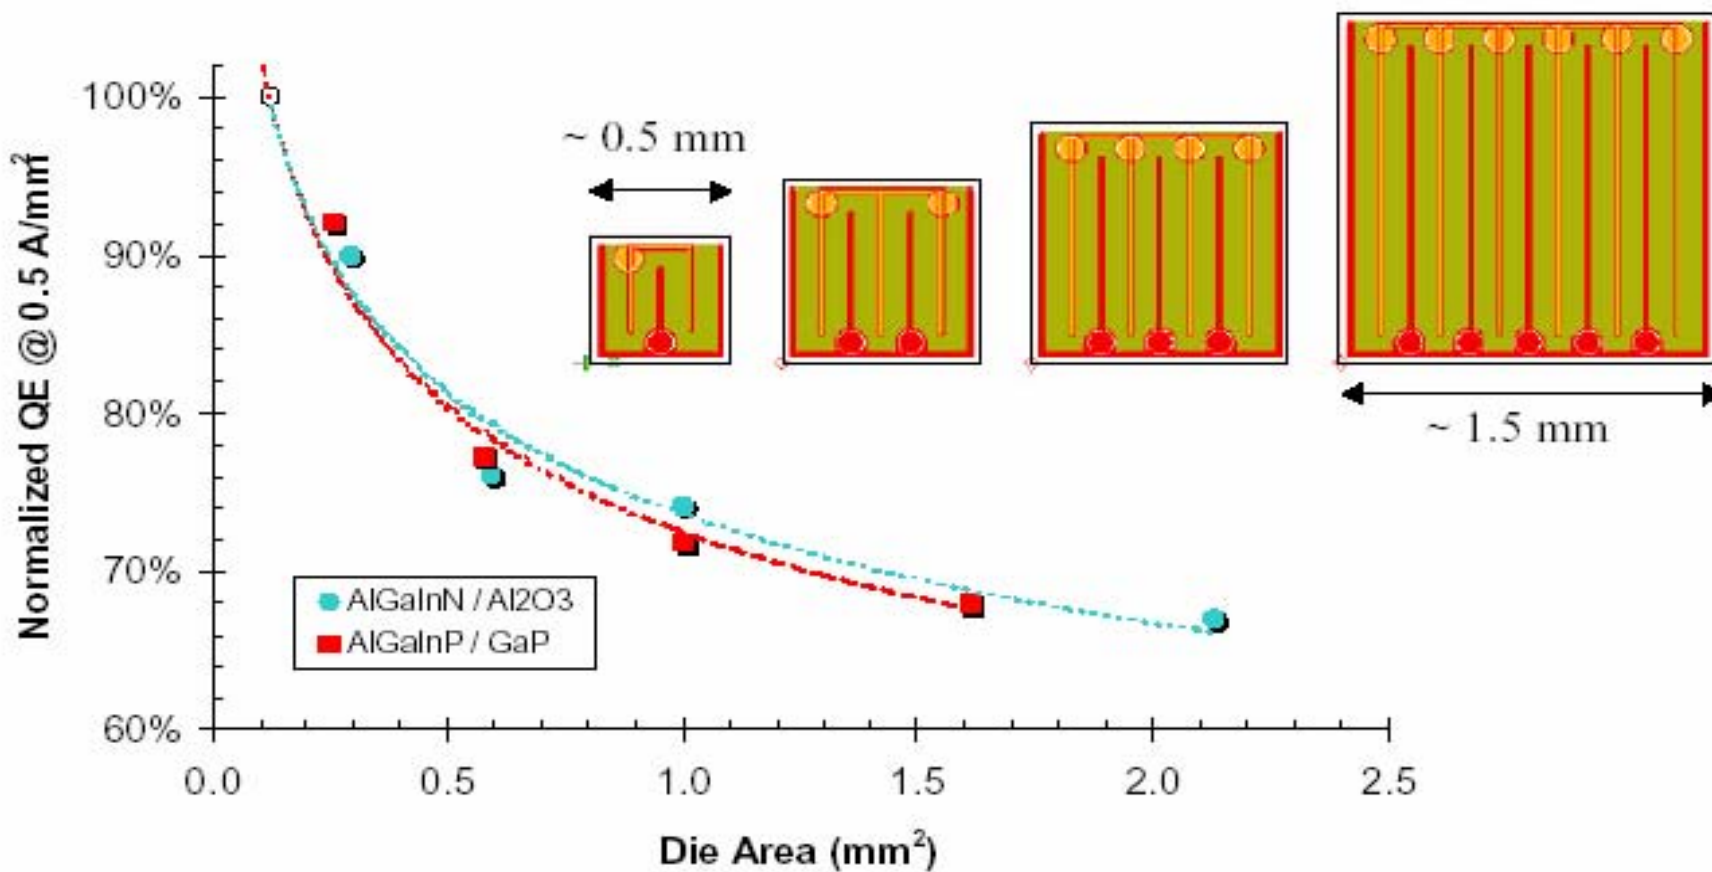 Normalized QE @ 0.5 A/mm²
100%
90%
80%
70%
60%
~ 0.5 mm
~ 1.5 mm
AlGaInN / Al2O3
AlGaInP / GaP
0.0 0.5 1.0 1.5 2.0 2.5
Die Area (mm²)